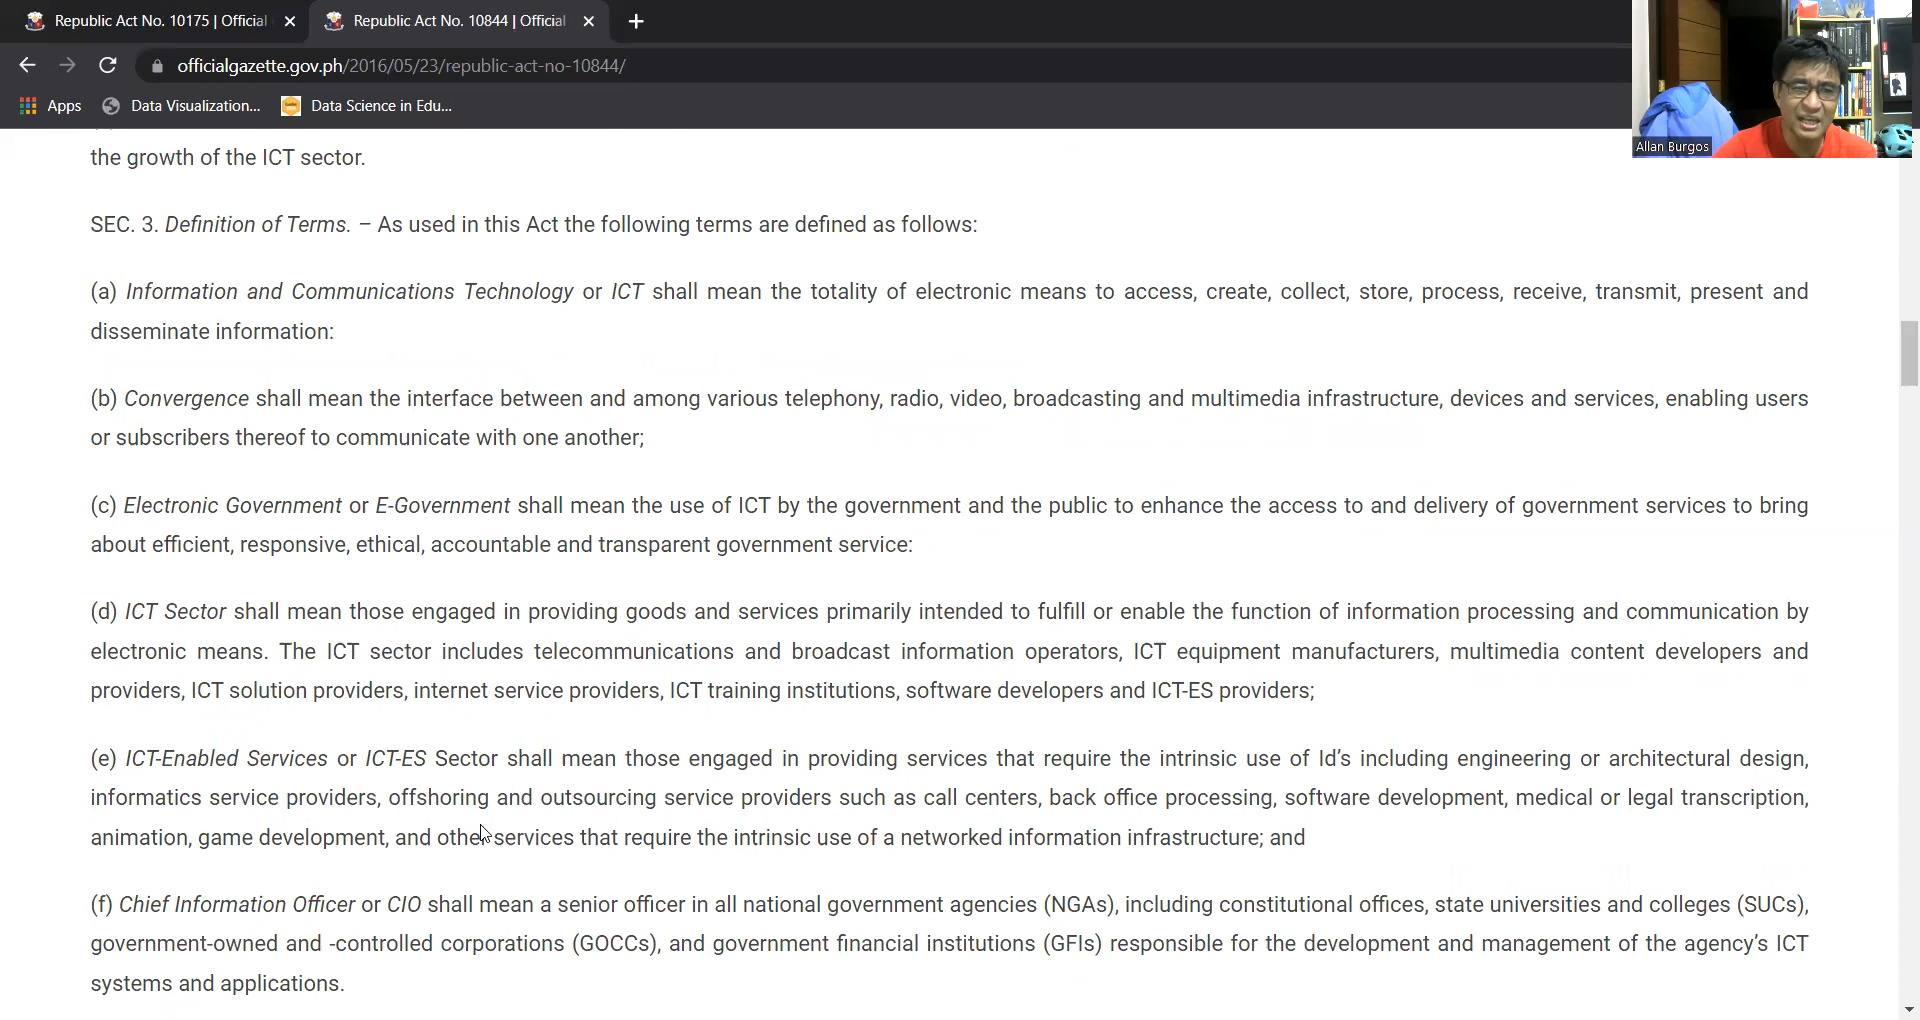 Republic Act No. 10175 | Official
Republic Act No. 10844 | Official
officialgazette.gov.ph/2016/05/23/republic-act-no-10844/
Apps Data Visualization... Data Science in Edu...
Allan Burgos
the growth of the ICT sector.
SEC. 3. Definition of Terms. – As used in this Act the following terms are defined as follows:
(a) Information and Communications Technology or ICT shall mean the totality of electronic means to access, create, collect, store, process, receive, transmit, present and
disseminate information:
(b) Convergence shall mean the interface between and among various telephony, radio, video, broadcasting and multimedia infrastructure, devices and services, enabling users
or subscribers thereof to communicate with one another;
(c) Electronic Government or E-Government shall mean the use of ICT by the government and the public to enhance the access to and delivery of government services to bring
about efficient, responsive, ethical, accountable and transparent government service:
(d) ICT Sector shall mean those engaged in providing goods and services primarily intended to fulfill or enable the function of information processing and communication by
electronic means. The ICT sector includes telecommunications and broadcast information operators, ICT equipment manufacturers, multimedia content developers and
providers, ICT solution providers, internet service providers, ICT training institutions, software developers and ICT-ES providers;
(e) ICT-Enabled Services or ICT-ES Sector shall mean those engaged in providing services that require the intrinsic use of Id’s including engineering or architectural design,
informatics service providers, offshoring and outsourcing service providers such as call centers, back office processing, software development, medical or legal transcription,
animation, game development, and other services that require the intrinsic use of a networked information infrastructure; and
(f) Chief Information Officer or CIO shall mean a senior officer in all national government agencies (NGAs), including constitutional offices, state universities and colleges (SUCs),
government-owned and -controlled corporations (GOCCs), and government financial institutions (GFIs) responsible for the development and management of the agency’s ICT
systems and applications.